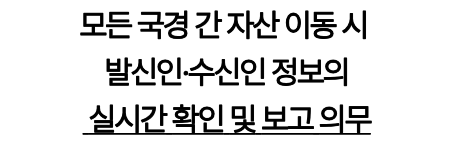 모든 국경 간 자산 이동 시
발신인·수신인 정보의
실시간 확인 및 보고 의무